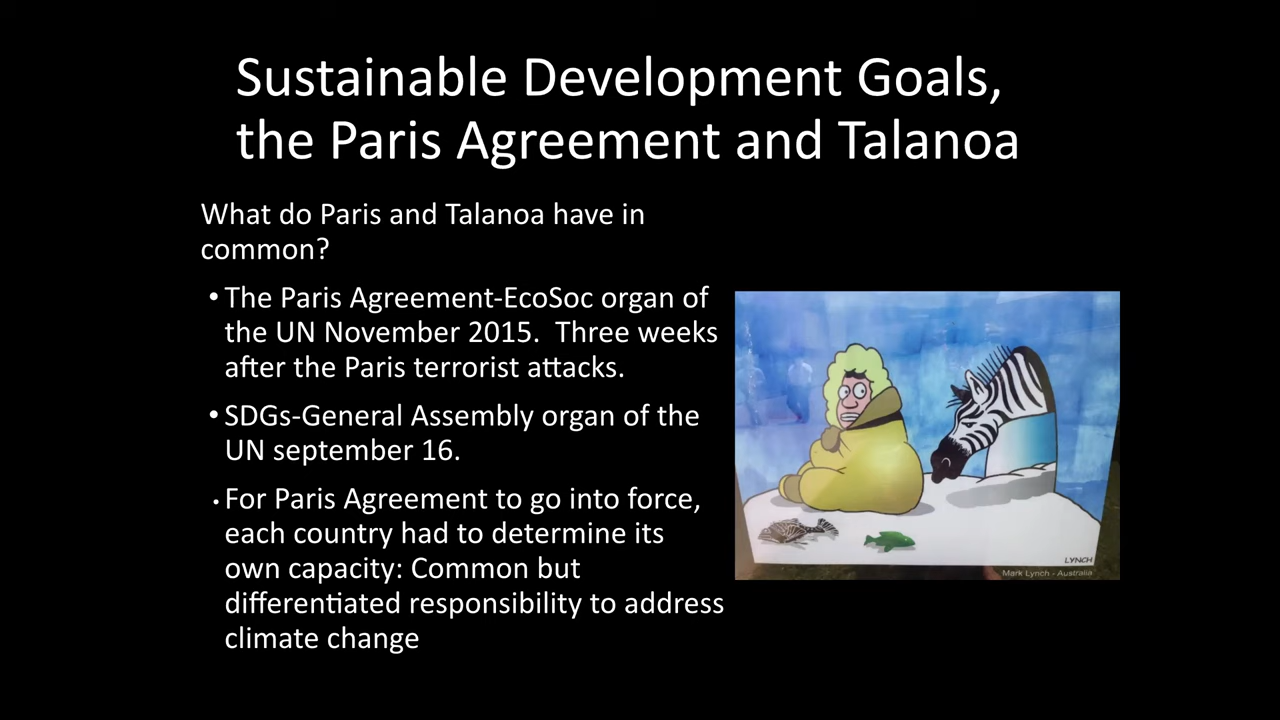 Sustainable Development Goals,
the Paris Agreement and Talanoa
What do Paris and Talanoa have in
common?
• The Paris Agreement-EcoSoc organ of
the UN November 2015.  Three weeks
after the Paris terrorist attacks.
• SDGs-General Assembly organ of the
UN september 16.
• For Paris Agreement to go into force,
each country had to determine its
own capacity: Common but
differentiated responsibility to address
climate change
LYNCH
Mark Lynch - Australia